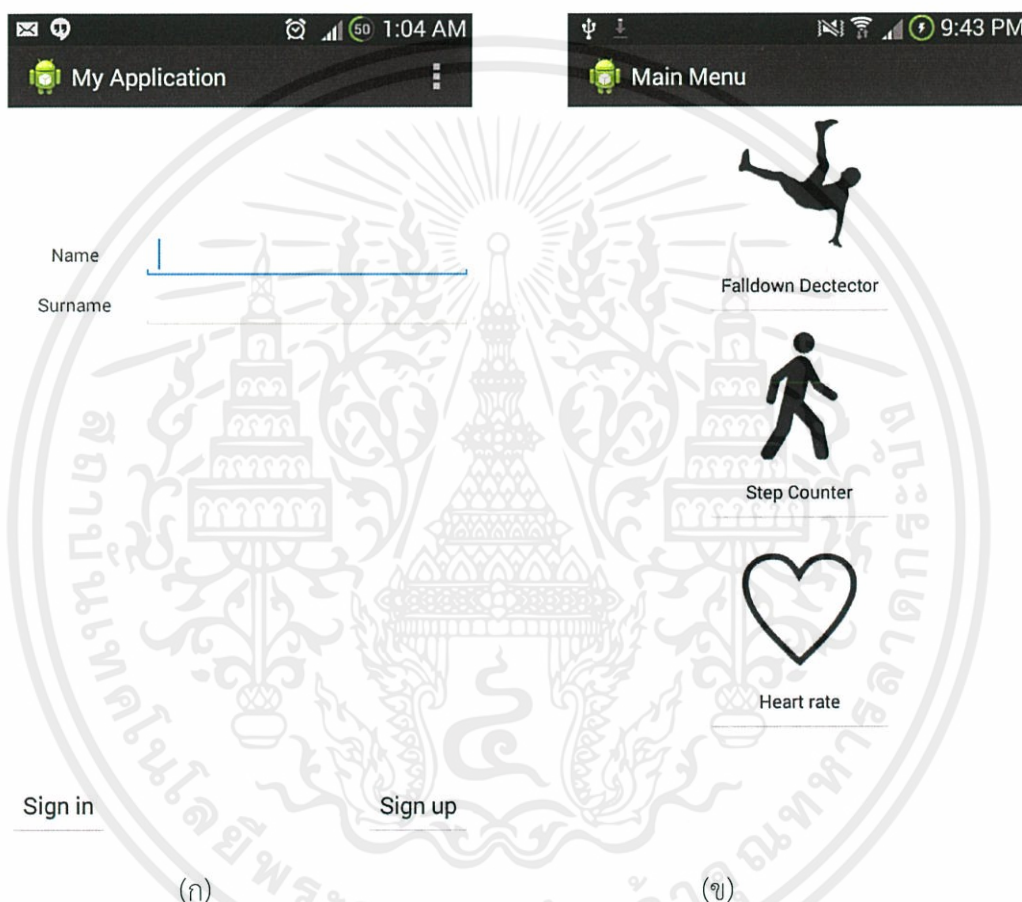 50 1:04 AM
My Application
Name
Surname
Sign in
Sign up
(ก)
9:43 PM
Main Menu
Falldown Dectector
Step Counter
Heart rate
(ข)